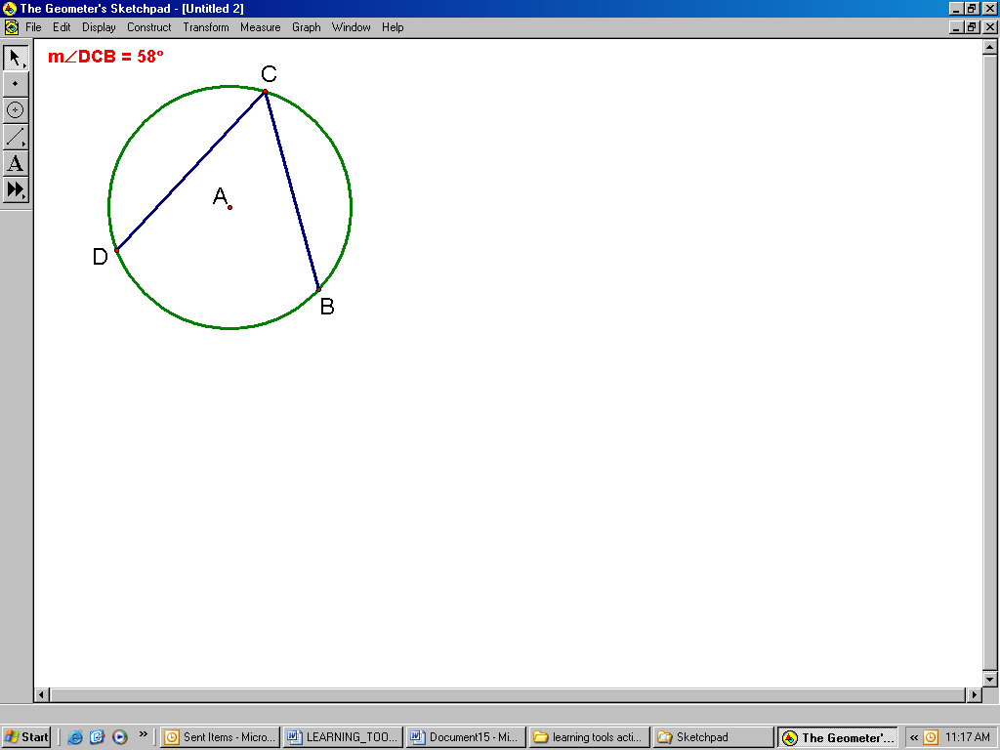 The Geometer's Sketchpad - [Untitled 2]
File Edit Display Construct Transform Measure Graph Window Help
m∠DCB = 58°
C
A
A
D
B
Start
»
Sent Items - Micro...
LEARNING_TOO...
Document15 - Mi...
learning tools acti...
Sketchpad
The Geometer'...
«
11:17 AM